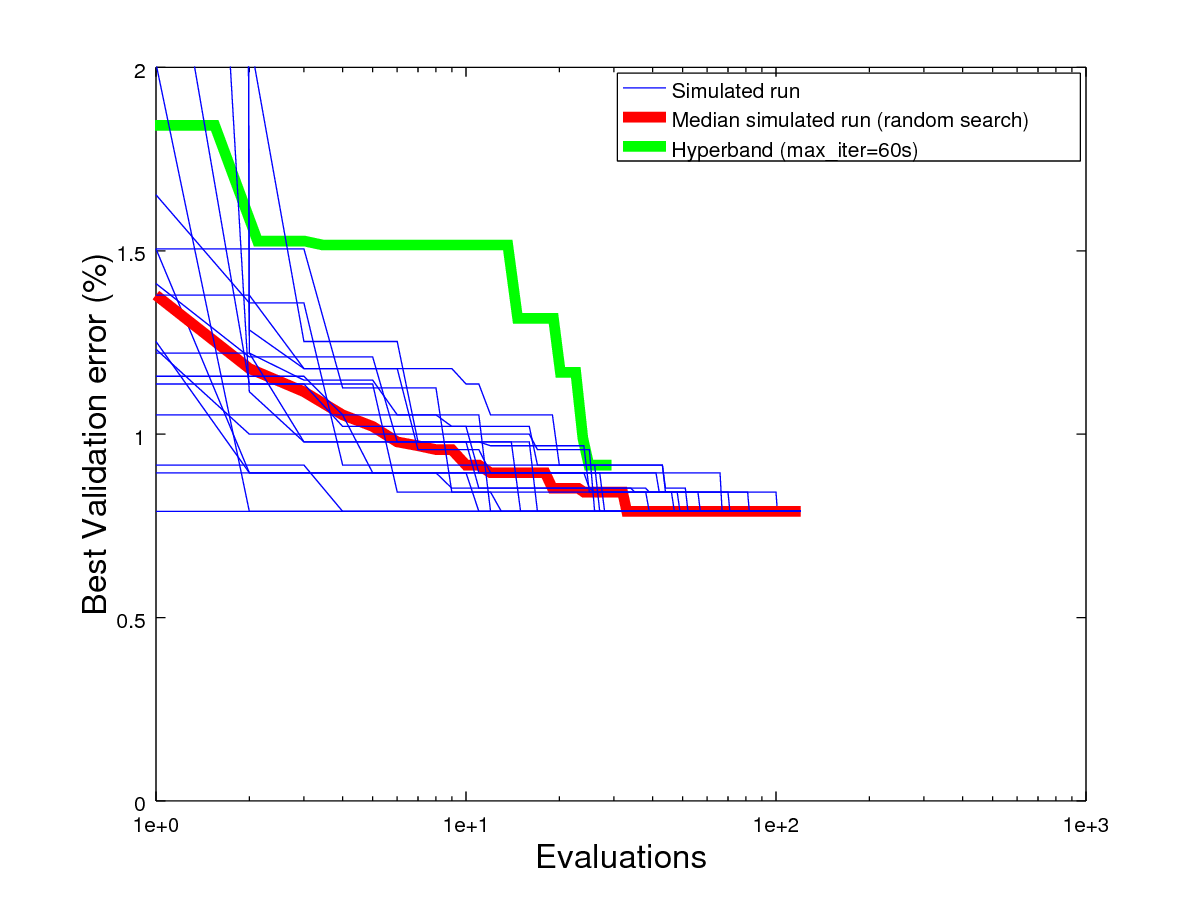 2
1.5
1
0.5
0
1e+0
1e+1
1e+2
1e+3
Evaluations
Best Validation error (%)
Simulated run
Median simulated run (random search)
Hyperband (max_iter=60s)